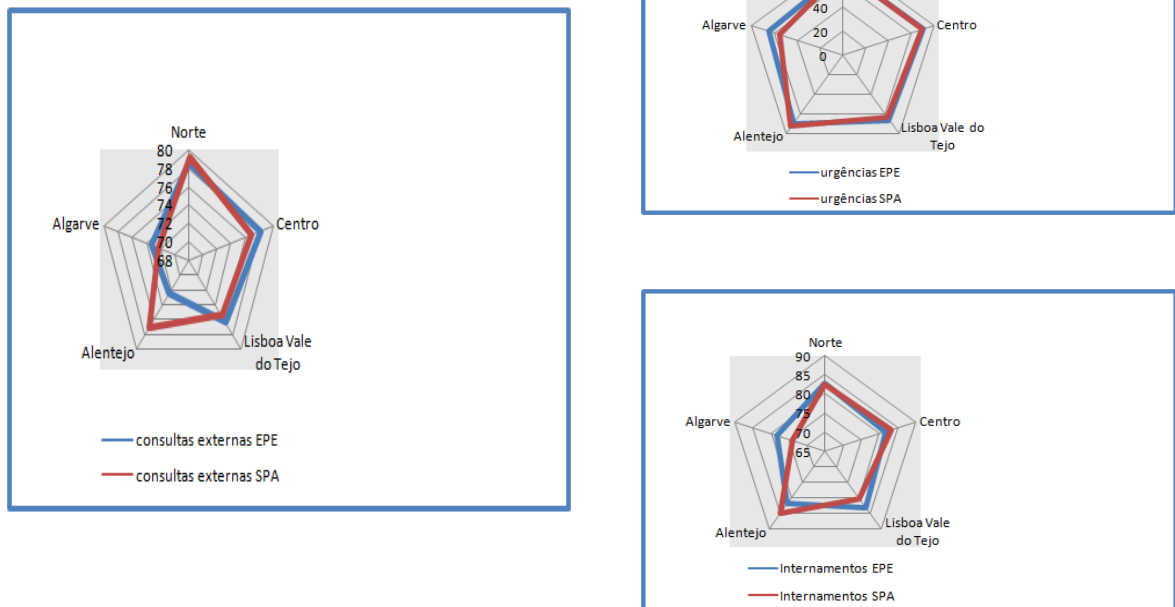 Norte
80
78
76
74
72
70
68
Algarve
Centro
Alentejo
Lisboa Vale
do Tejo
consultas externas EPE
consultas externas SPA
40
20
0
Algarve
Centro
Alentejo
Lisboa Vale do
Tejo
urgências EPE
urgências SPA
Norte
90
85
80
75
70
65
Algarve
Centro
Alentejo
Lisboa Vale
do Tejo
Internamentos EPE
Internamentos SPA